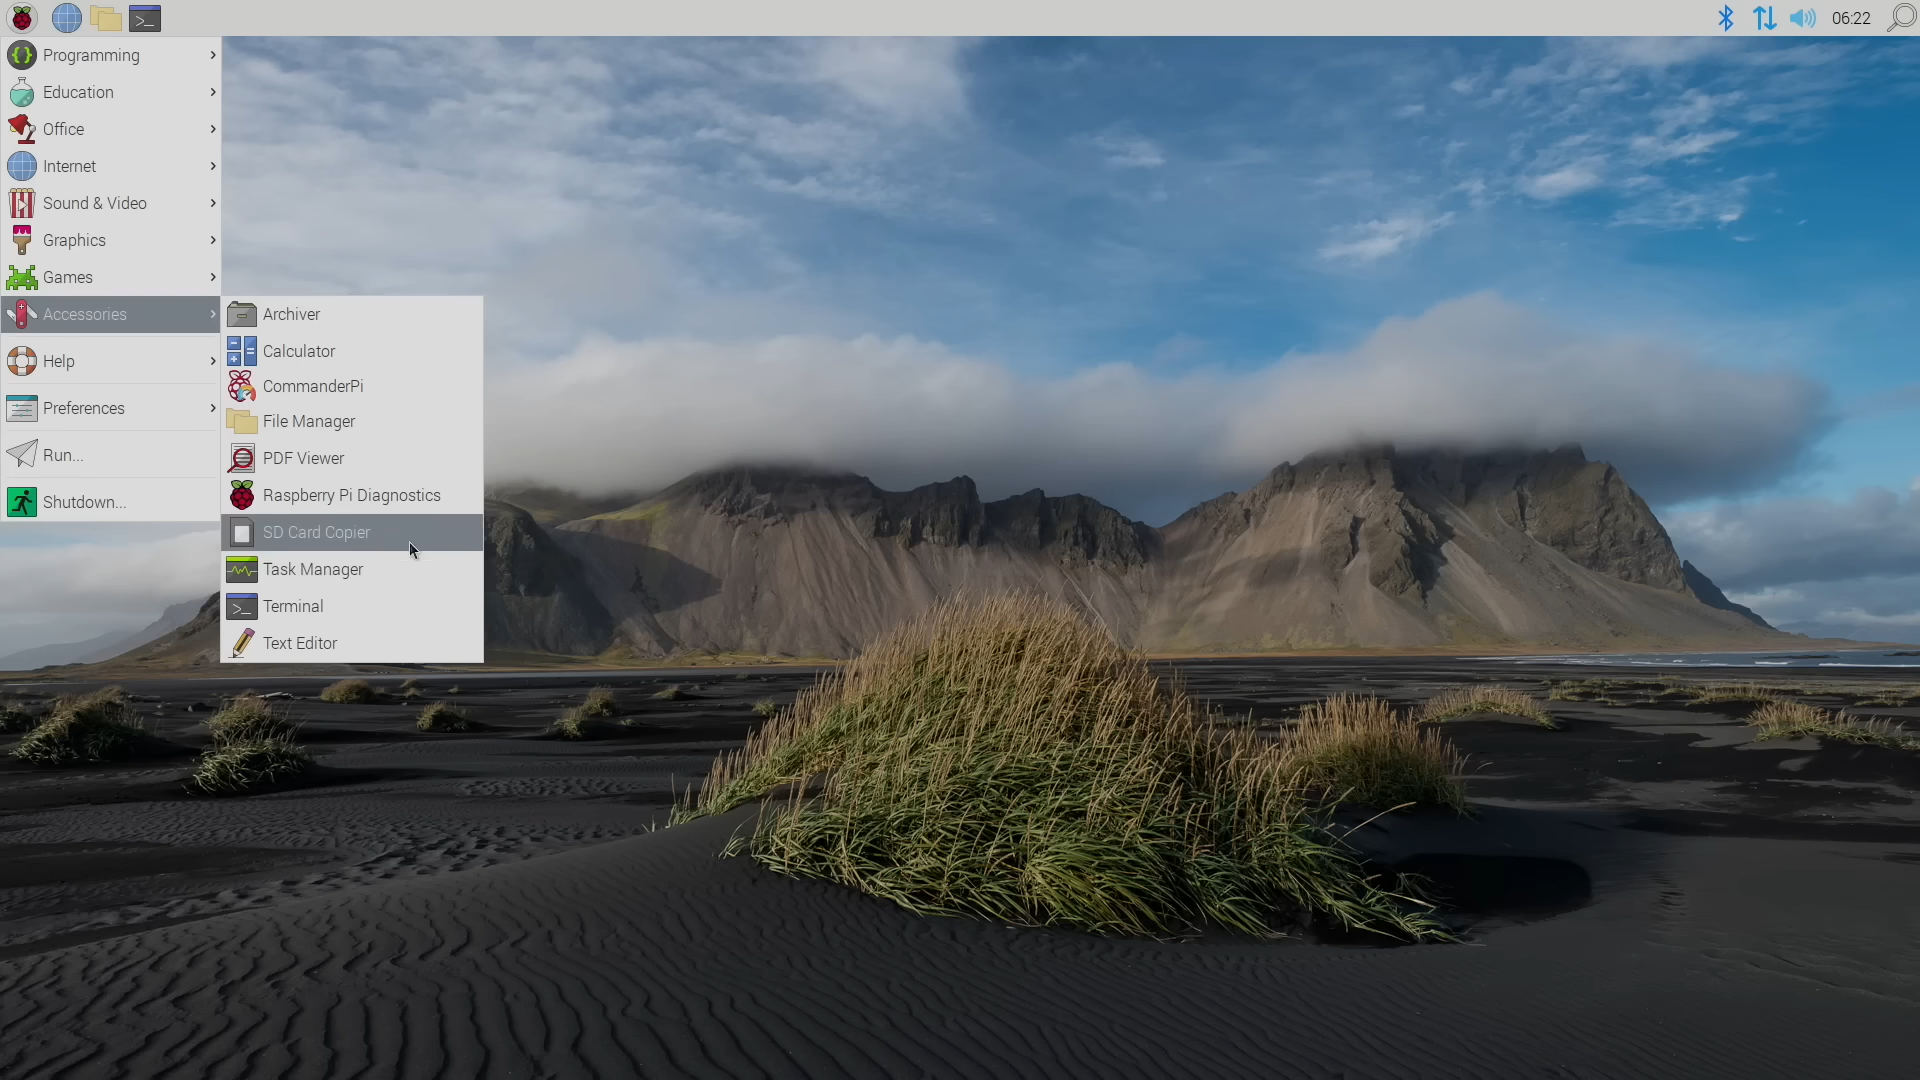 06:22
Programming
Education
Office
Internet
Sound & Video
Graphics
Games
Accessories
Help
Preferences
Run...
Shutdown...
Archiver
Calculator
CommanderPi
File Manager
PDF Viewer
Raspberry Pi Diagnostics
SD Card Copier
Task Manager
Terminal
Text Editor